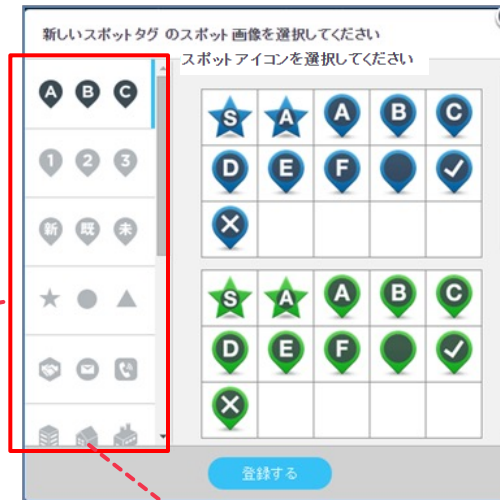 新しいスポットタグ のスポット画像を選択してください
スポットアイコンを選択してください
A B C
1 2 3
新 既 未
S A A B C
D E F
S A A B C
D E F
登録する